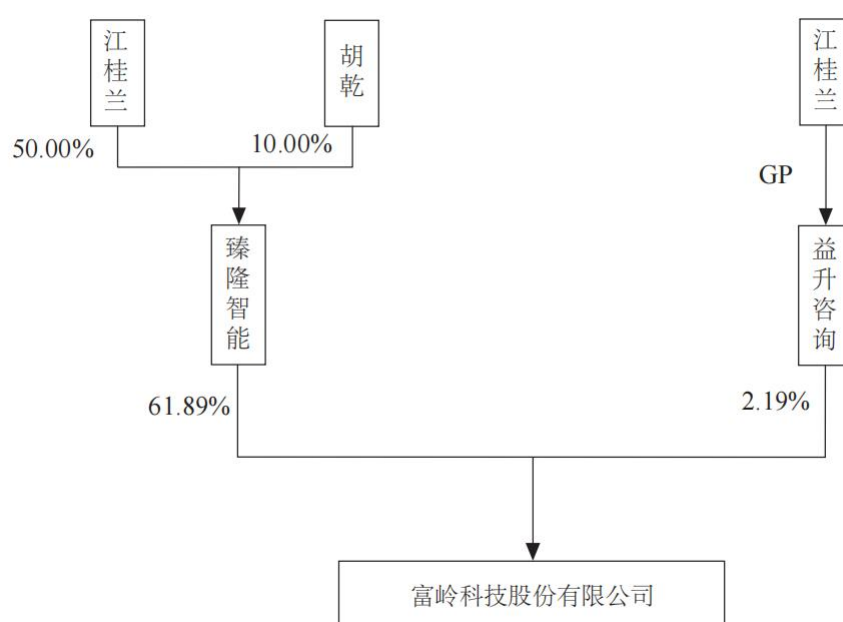 江桂兰
胡乾
江桂兰
50.00%
10.00%
GP
臻隆智能
益升咨询
61.89%
2.19%
富岭科技股份有限公司